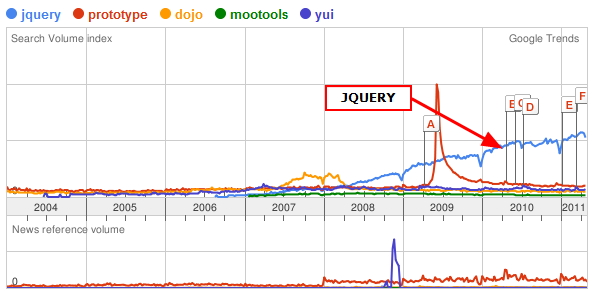 jquery prototype dojo mootools yui
Search Volume index Google Trends
JQUERY
A
B
C
D
E
F
2004 2005 2006 2007 2008 2009 2010 2011
News reference volume
0